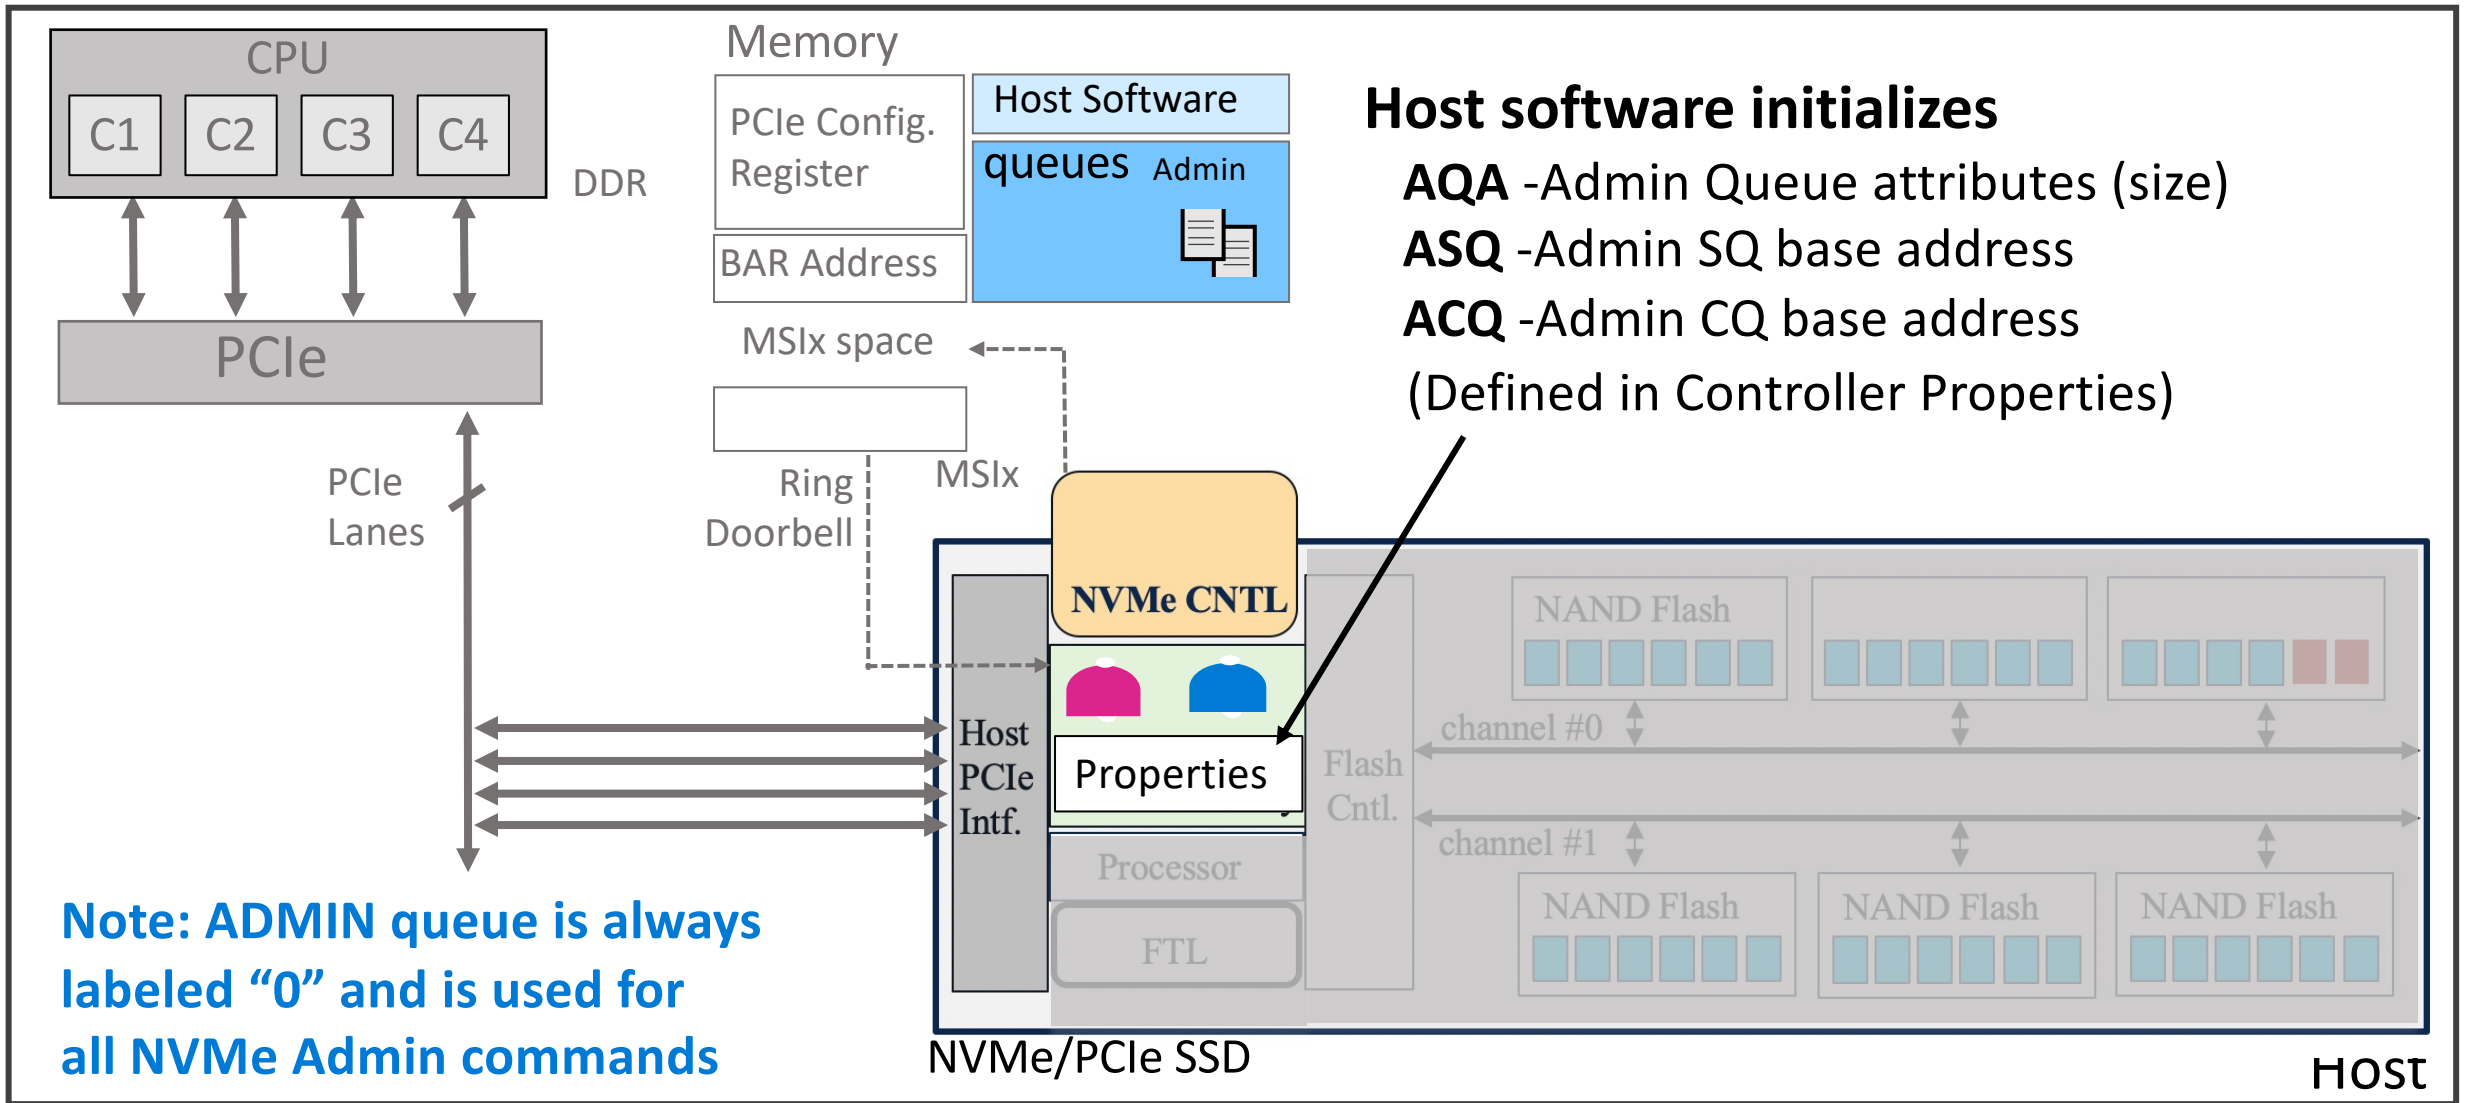 CPU
C1 C2 C3 C4
DDR
PCIe
PCIe
Lanes
Memory
PCIe Config.
Register
BAR Address
Host Software
queues Admin
MSIx space
Ring
Doorbell
MSIx
Host software initializes
AQA -Admin Queue attributes (size)
ASQ -Admin SQ base address
ACQ -Admin CQ base address
(Defined in Controller Properties)
NVMe CNTL
Host
PCIe
Intf.
Properties
Processor
FTL
Flash
Cntl.
NAND Flash
channel #0
channel #1
NAND Flash
NAND Flash
NAND Flash
Note: ADMIN queue is always
labeled “0” and is used for
all NVMe Admin commands
NVMe/PCIe SSD
Host